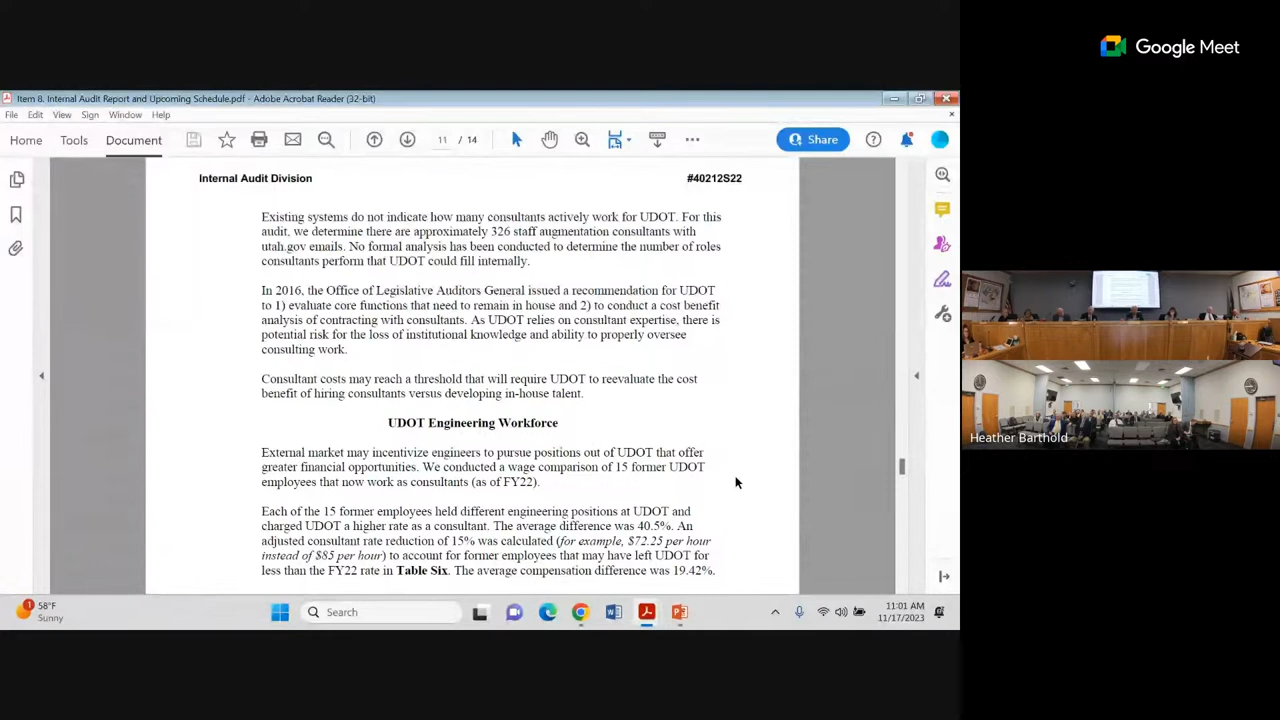 Google Meet
Item 8. Internal Audit Report and Upcoming Schedule.pdf - Adobe Acrobat Reader (32-bit)
File Edit View Sign Window Help
Home Tools Document 11 / 14 Share
Internal Audit Division #40212S22
Existing systems do not indicate how many consultants actively work for UDOT. For this
audit, we determine there are approximately 326 staff augmentation consultants with
utah.gov emails. No formal analysis has been conducted to determine the number of roles
consultants perform that UDOT could fill internally.
In 2016, the Office of Legislative Auditors General issued a recommendation for UDOT
to 1) evaluate core functions that need to remain in house and 2) to conduct a cost benefit
analysis of contracting with consultants. As UDOT relies on consultant expertise, there is
potential risk for the loss of institutional knowledge and ability to properly oversee
consulting work.
Consultant costs may reach a threshold that will require UDOT to reevaluate the cost
benefit of hiring consultants versus developing in-house talent.
UDOT Engineering Workforce
External market may incentivize engineers to pursue positions out of UDOT that offer
greater financial opportunities. We conducted a wage comparison of 15 former UDOT
employees that now work as consultants (as of FY22).
Each of the 15 former employees held different engineering positions at UDOT and
charged UDOT a higher rate as a consultant. The average difference was 40.5%. An
adjusted consultant rate reduction of 15% was calculated (for example, $72.25 per hour
instead of $85 per hour) to account for former employees that may have left UDOT for
less than the FY22 rate in Table Six. The average compensation difference was 19.42%.
Heather Barthold
1
58°F
Sunny
Search
11:01 AM
11/17/2023